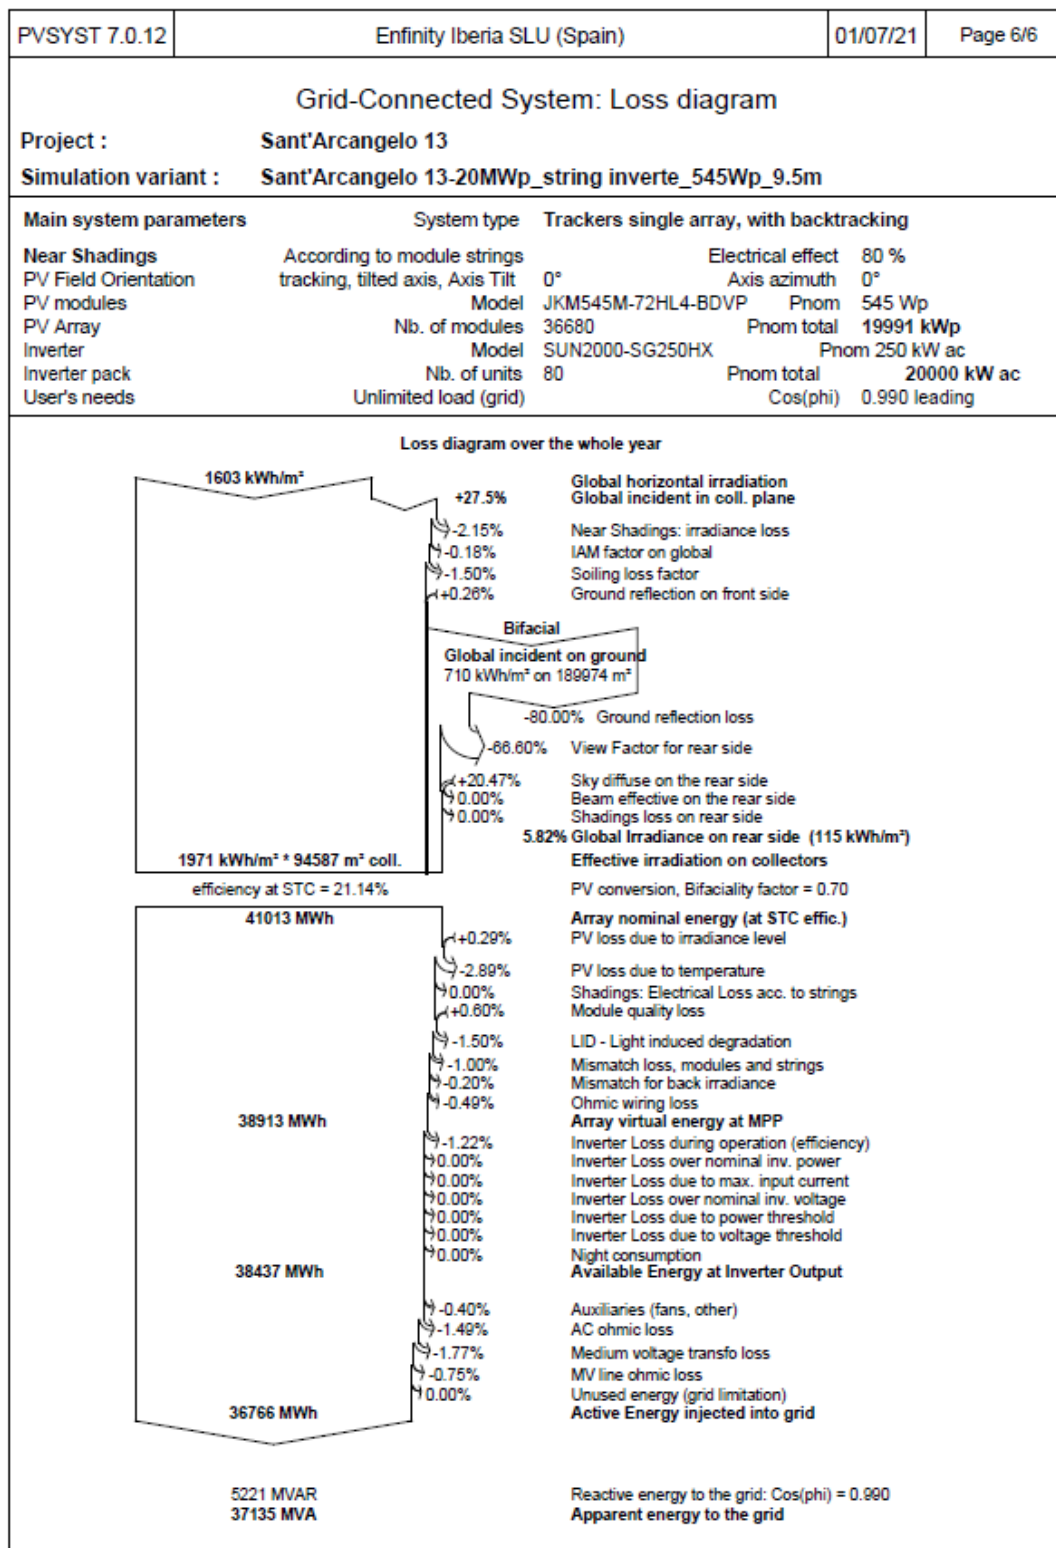 PVSYST 7.0.12 Enfinity Iberia SLU (Spain) 01/07/21 Page 6/6
Grid-Connected System: Loss diagram
Project : Sant'Arcangelo 13
Simulation variant : Sant'Arcangelo 13-20MWp_string inverte_545Wp_9.5m
Main system parameters System type Trackers single array, with backtracking
Near Shadings According to module strings Electrical effect 80 %
PV Field Orientation tracking, tilted axis, Axis Tilt 0° Axis azimuth 0°
PV modules Model JKM545M-72HL4-BDVP Pnom 545 Wp
PV Array Nb. of modules 36680 Pnom total 19991 kWp
Inverter Model SUN2000-SG250HX Pnom 250 kW ac
Inverter pack Nb. of units 80 Pnom total 20000 kW ac
User's needs Unlimited load (grid) Cos(phi) 0.990 leading
Loss diagram over the whole year
1603 kWh/m² Global horizontal irradiation
+27.5% Global incident in coll. plane
-2.15% Near Shadings: irradiance loss
-0.18% IAM factor on global
-1.50% Soiling loss factor
+0.26% Ground reflection on front side
Bifacial
Global incident on ground
710 kWh/m² on 189974 m²
-80.00% Ground reflection loss
-66.60% View Factor for rear side
+20.47% Sky diffuse on the rear side
0.00% Beam effective on the rear side
0.00% Shadings loss on rear side
5.82% Global Irradiance on rear side (115 kWh/m²)
1971 kWh/m² * 94587 m² coll. Effective irradiation on collectors
efficiency at STC = 21.14% PV conversion, Bifaciality factor = 0.70
41013 MWh Array nominal energy (at STC effic.)
+0.29% PV loss due to irradiance level
-2.89% PV loss due to temperature
0.00% Shadings: Electrical Loss acc. to strings
+0.60% Module quality loss
-1.50% LID - Light induced degradation
-1.00% Mismatch loss, modules and strings
-0.20% Mismatch for back irradiance
-0.49% Ohmic wiring loss
38913 MWh Array virtual energy at MPP
-1.22% Inverter Loss during operation (efficiency)
0.00% Inverter Loss over nominal inv. power
0.00% Inverter Loss due to max. input current
0.00% Inverter Loss over nominal inv. voltage
0.00% Inverter Loss due to power threshold
0.00% Inverter Loss due to voltage threshold
0.00% Night consumption
38437 MWh Available Energy at Inverter Output
-0.40% Auxiliaries (fans, other)
-1.49% AC ohmic loss
-1.77% Medium voltage transfo loss
-0.75% MV line ohmic loss
0.00% Unused energy (grid limitation)
36766 MWh Active Energy injected into grid
5221 MVAR Reactive energy to the grid: Cos(phi) = 0.990
37135 MVA Apparent energy to the grid